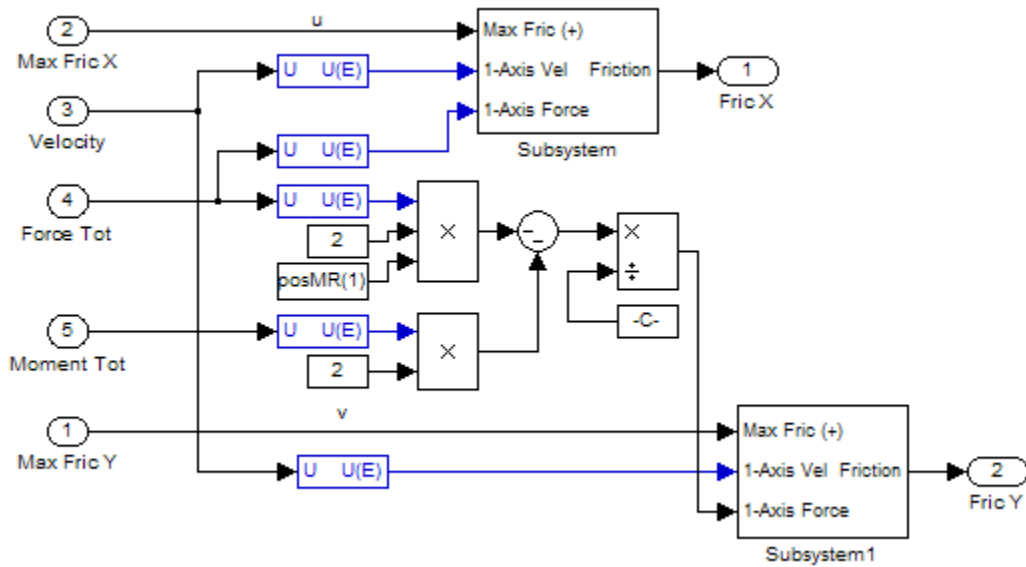 u
2
Max Fric X
Max Fric (+)
U U(E)
1-Axis Vel Friction
1
Fric X
3
Velocity
1-Axis Force
U U(E)
Subsystem
4
Force Tot
U U(E)
2
×
posMR(1)
-
-
×
÷
-C-
5
Moment Tot
U U(E)
2
×
v
1
Max Fric Y
Max Fric (+)
U U(E)
1-Axis Vel Friction
2
Fric Y
1-Axis Force
Subsystem1